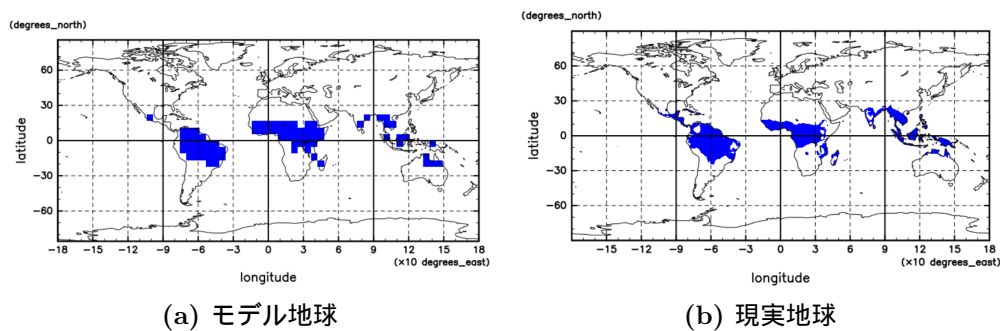 (degrees_north)
60
30
0
−30
−60
latitude
−18 −15 −12 −9 −6 −3 0 3 6 9 12 15 18
(×10 degrees_east)
longitude
(a) モデル地球
(degrees_north)
60
30
0
−30
−60
latitude
−15 −12 −9 −6 −3 0 3 6 9 12 15 18
(×10 degrees_east)
longitude
(b) 現実地球